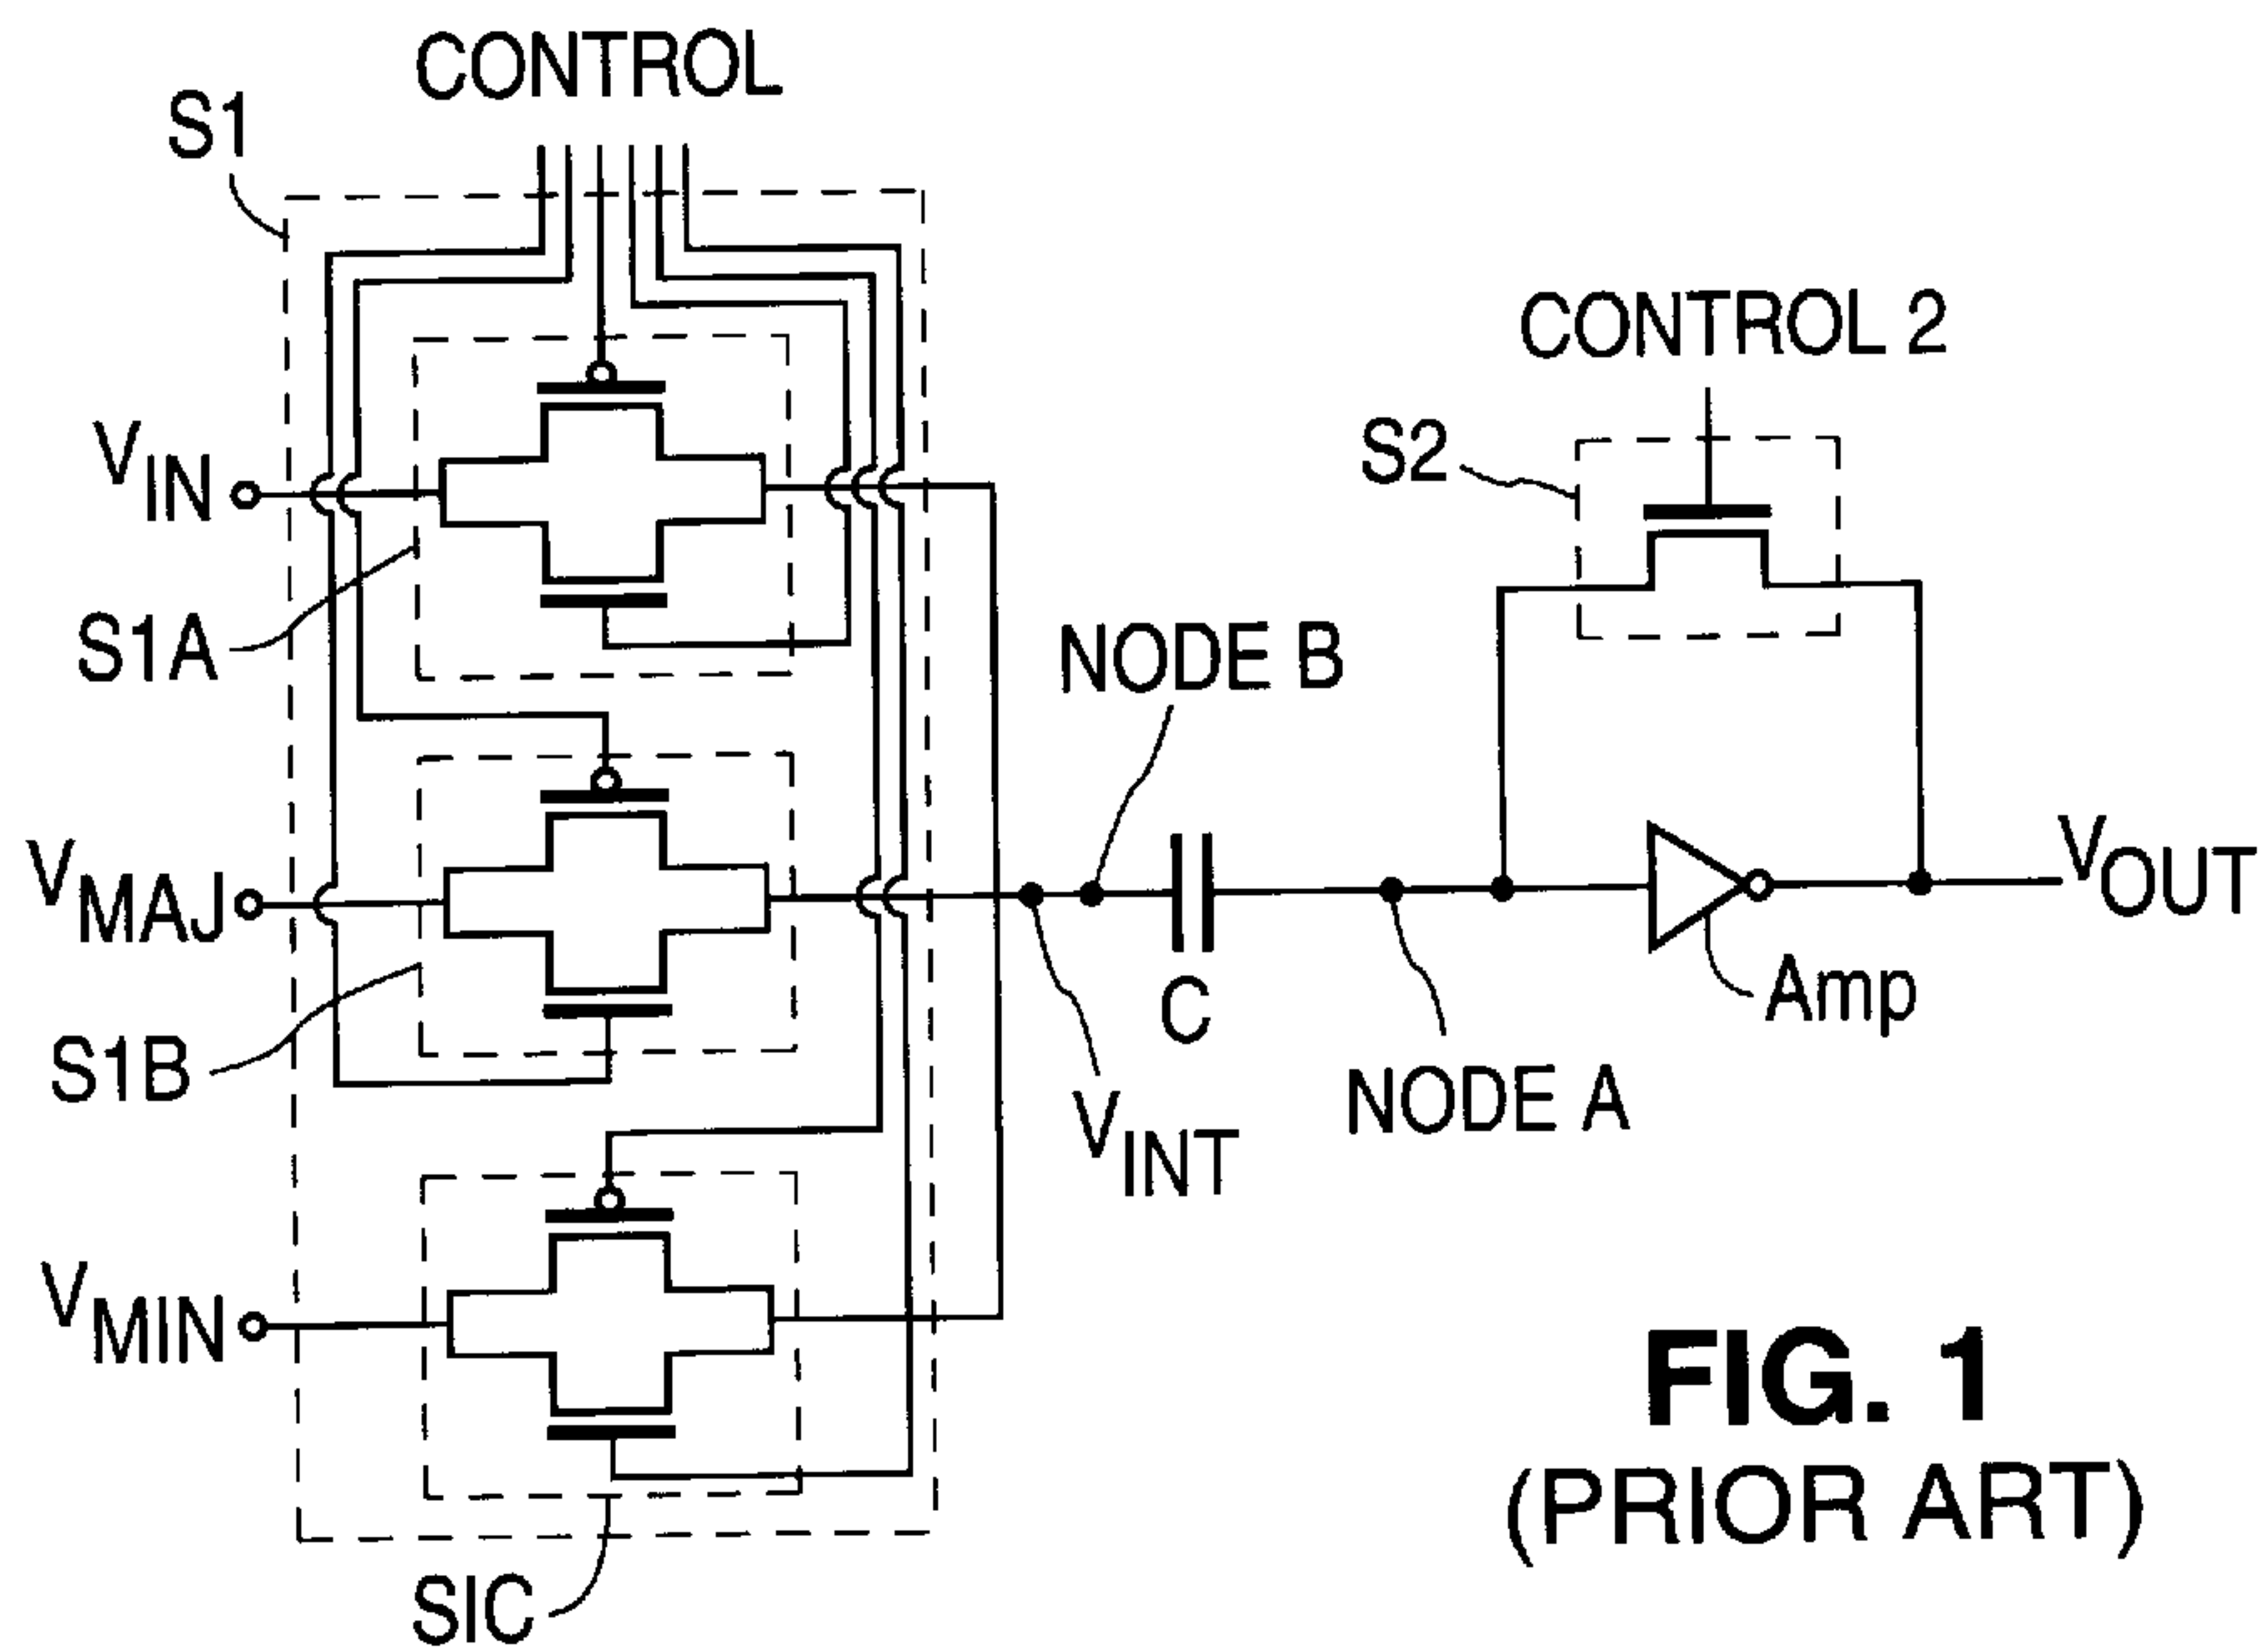 CONTROL
S1
CONTROL 2
S2
VIN
S1A
NODE B
VMAJ
VOUT
Amp
C
S1B
NODE A
VINT
VMIN
SIC
FIG. 1
(PRIOR ART)